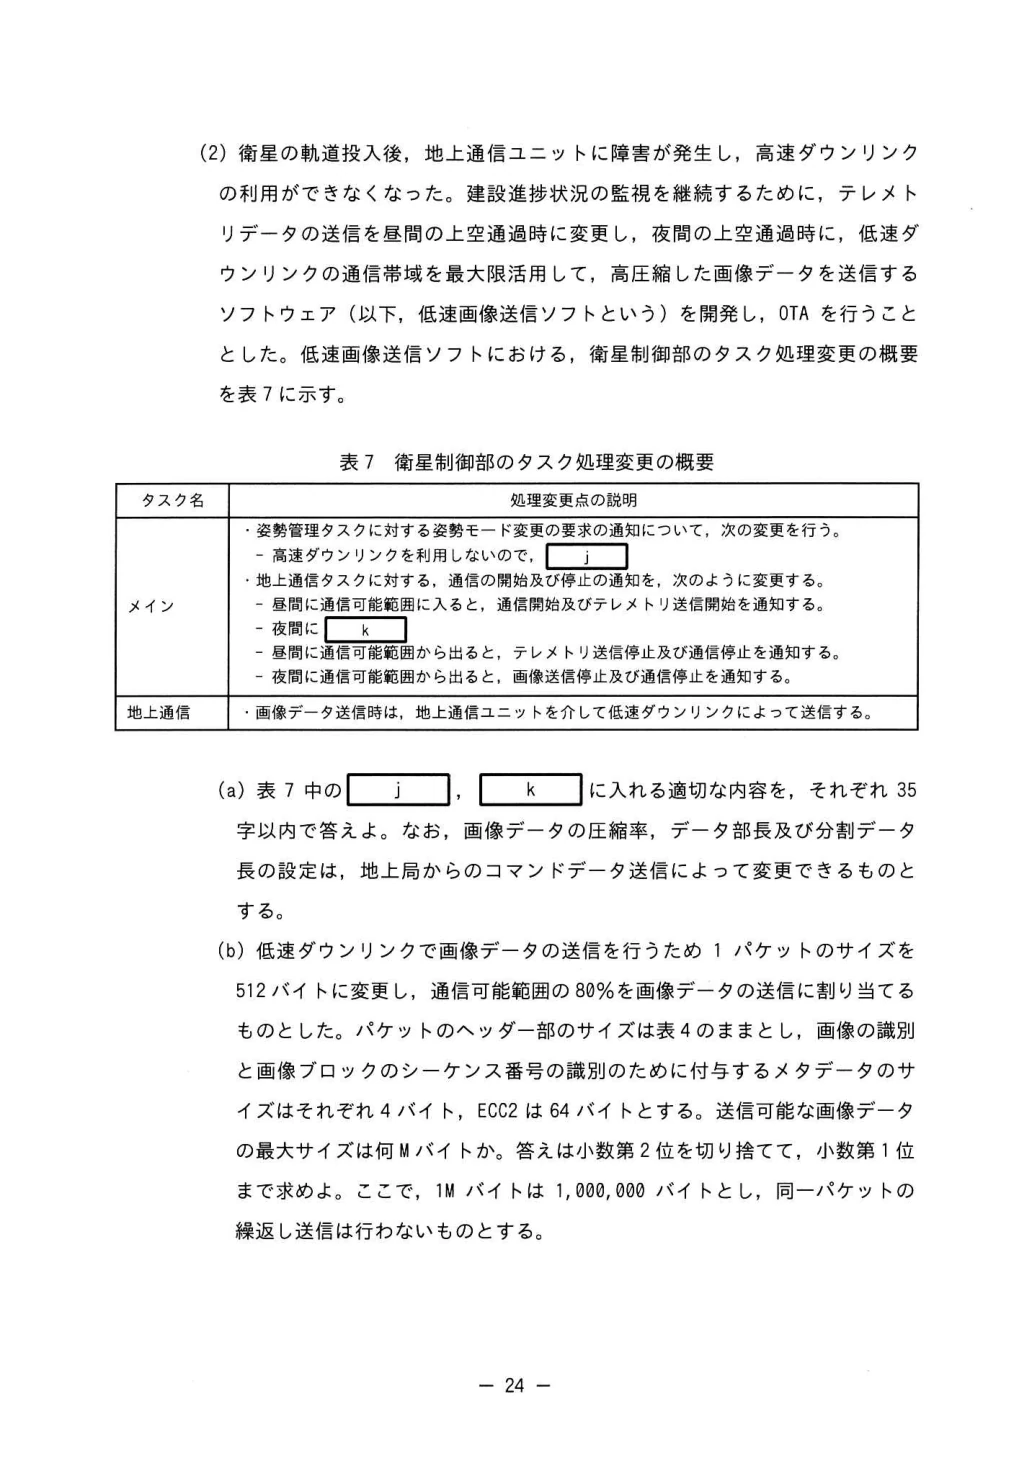 (2) 衛星の軌道投入後，地上通信ユニットに障害が発生し，高速ダウンリンク
の利用ができなくなった。建設進捗状況の監視を継続するために，テレメト
リデータの送信を昼間の上空通過時に変更し，夜間の上空通過時に，低速ダ
ウンリンクの通信帯域を最大限活用して，高圧縮した画像データを送信する
ソフトウェア（以下，低速画像送信ソフトという）を開発し，OTA を行うこと
とした。低速画像送信ソフトにおける，衛星制御部のタスク処理変更の概要
を表 7 に示す。
表 7　衛星制御部のタスク処理変更の概要
タスク名　処理変更点の説明
・姿勢管理タスクに対する姿勢モード変更の要求の通知について，次の変更を行う。
－ 高速ダウンリンクを利用しないので， j
・地上通信タスクに対する，通信の開始及び停止の通知を，次のように変更する。
メイン　－ 昼間に通信可能範囲に入ると，通信開始及びテレメトリ送信開始を通知する。
－ 夜間に k
－ 昼間に通信可能範囲から出ると，テレメトリ送信停止及び通信停止を通知する。
－ 夜間に通信可能範囲から出ると，画像送信停止及び通信停止を通知する。
地上通信　・画像データ送信時は，地上通信ユニットを介して低速ダウンリンクによって送信する。
(a) 表 7 中の j ， k に入れる適切な内容を，それぞれ 35
字以内で答えよ。なお，画像データの圧縮率，データ部長及び分割データ
長の設定は，地上局からのコマンドデータ送信によって変更できるものと
する。
(b) 低速ダウンリンクで画像データの送信を行うため 1 パケットのサイズを
512 バイトに変更し，通信可能範囲の 80%を画像データの送信に割り当てる
ものとした。パケットのヘッダー部のサイズは表 4 のままとし，画像の識別
と画像ブロックのシーケンス番号の識別のために付与するメタデータのサ
イズはそれぞれ 4 バイト，ECC2 は 64 バイトとする。送信可能な画像データ
の最大サイズは何 M バイトか。答えは小数第 2 位を切り捨てて，小数第 1 位
まで求めよ。ここで，1M バイトは 1,000,000 バイトとし，同一パケットの
繰返し送信は行わないものとする。
－ 24 －